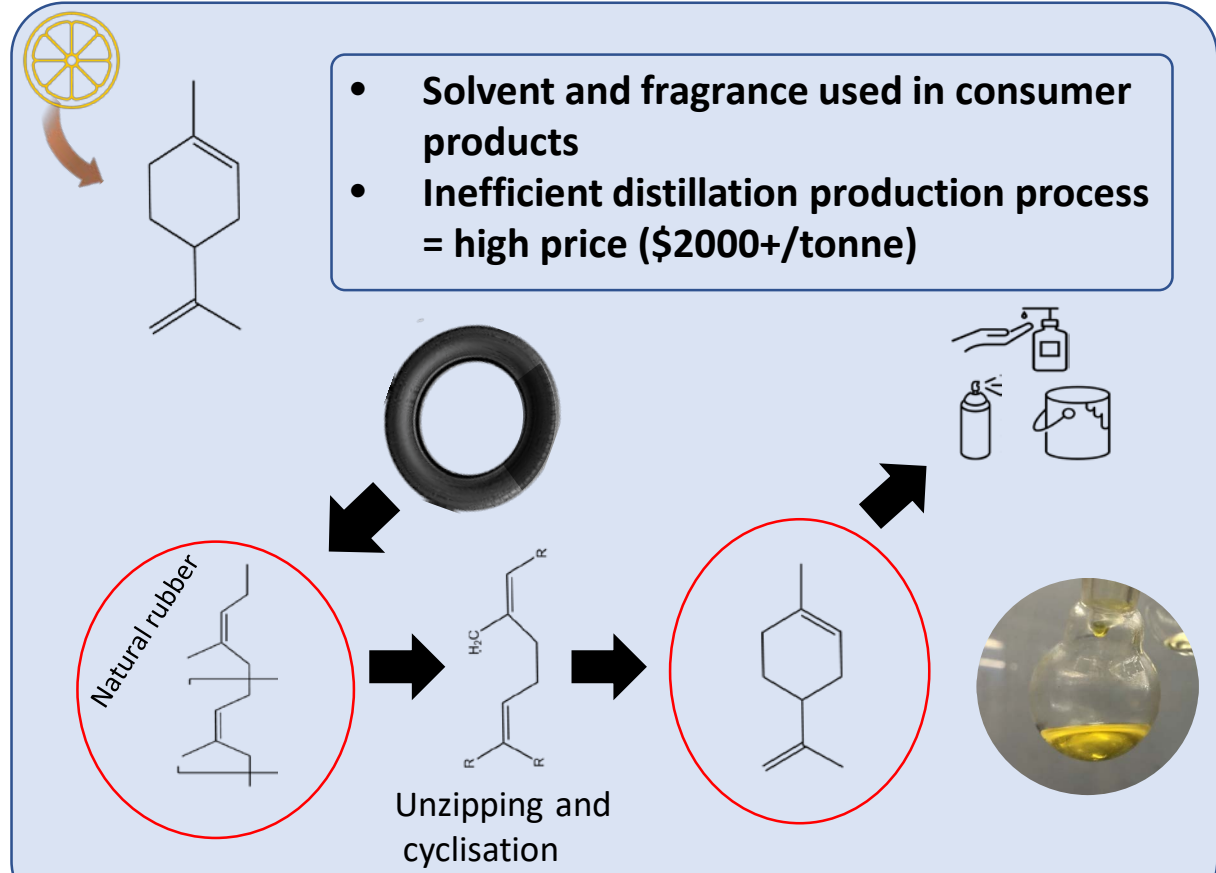 • Solvent and fragrance used in consumer
products
• Inefficient distillation production process
= high price ($2000+/tonne)
Natural rubber
R
H₂C
R
R
Unzipping and
cyclisation